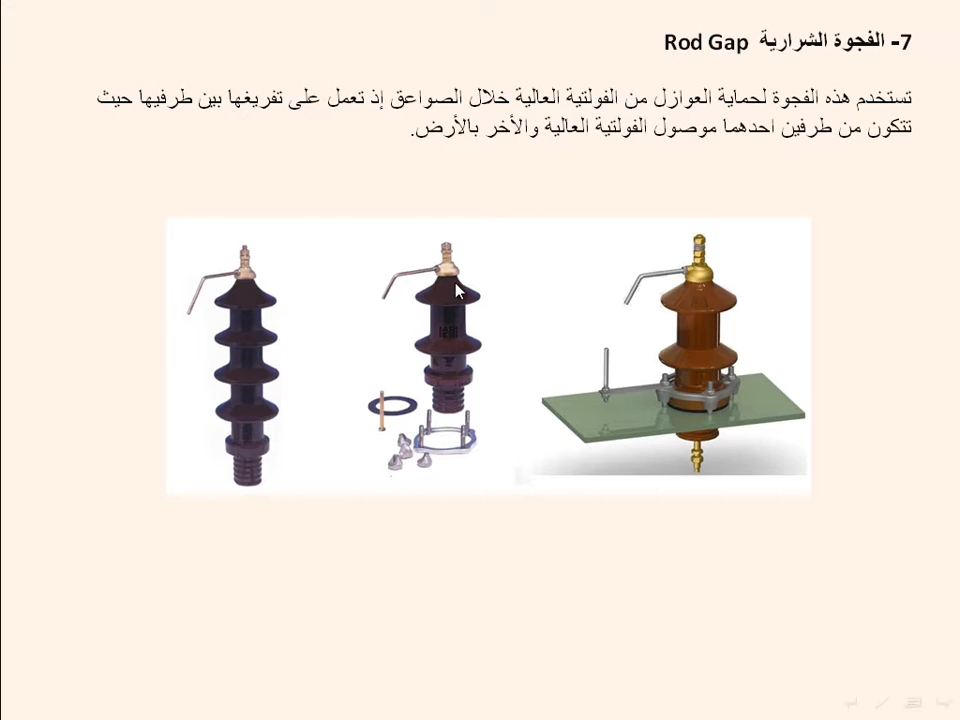 7- الفجوة الشرارية Rod Gap
تستخدم هذه الفجوة لحماية العوازل من الفولتية العالية خلال الصواعق إذ تعمل على تفريغها بين طرفيها حيث
تتكون من طرفين احدهما موصول الفولتية العالية والأخر بالأرض.